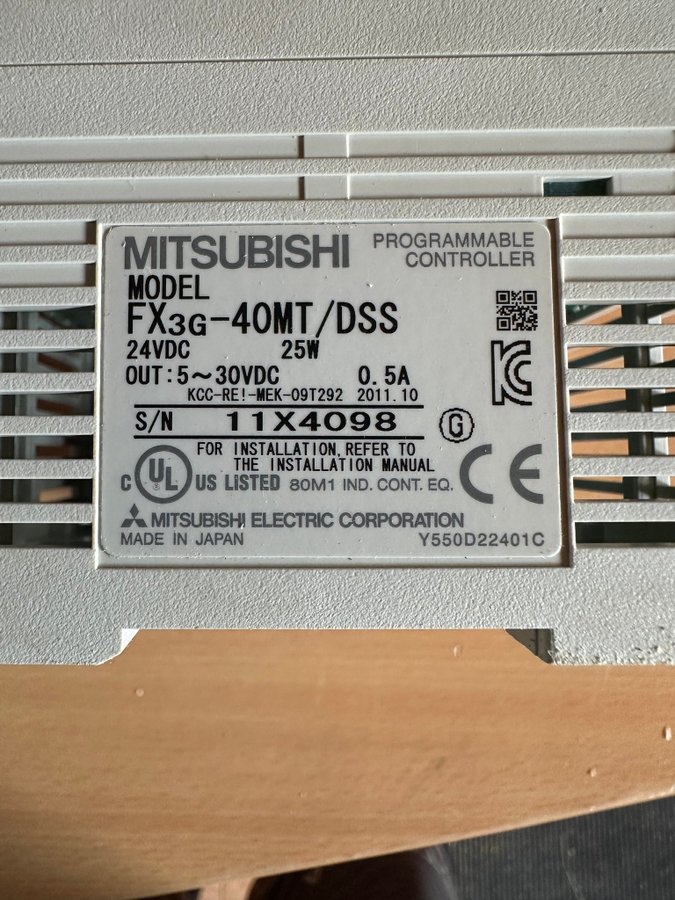 MITSUBISHI
PROGRAMMABLE
CONTROLLER
MODEL
FX3G-40MT/DSS
24VDC 25W
OUT:5～30VDC 0.5A
KCC-REI-MEK-09T292 2011.10
S/N 11X4098
G
FOR INSTALLATION,REFER TO
THE INSTALLATION MANUAL
C UL US LISTED 80M1 IND. CONT. EQ.
CE
MITSUBISHI ELECTRIC CORPORATION
MADE IN JAPAN Y550D22401C